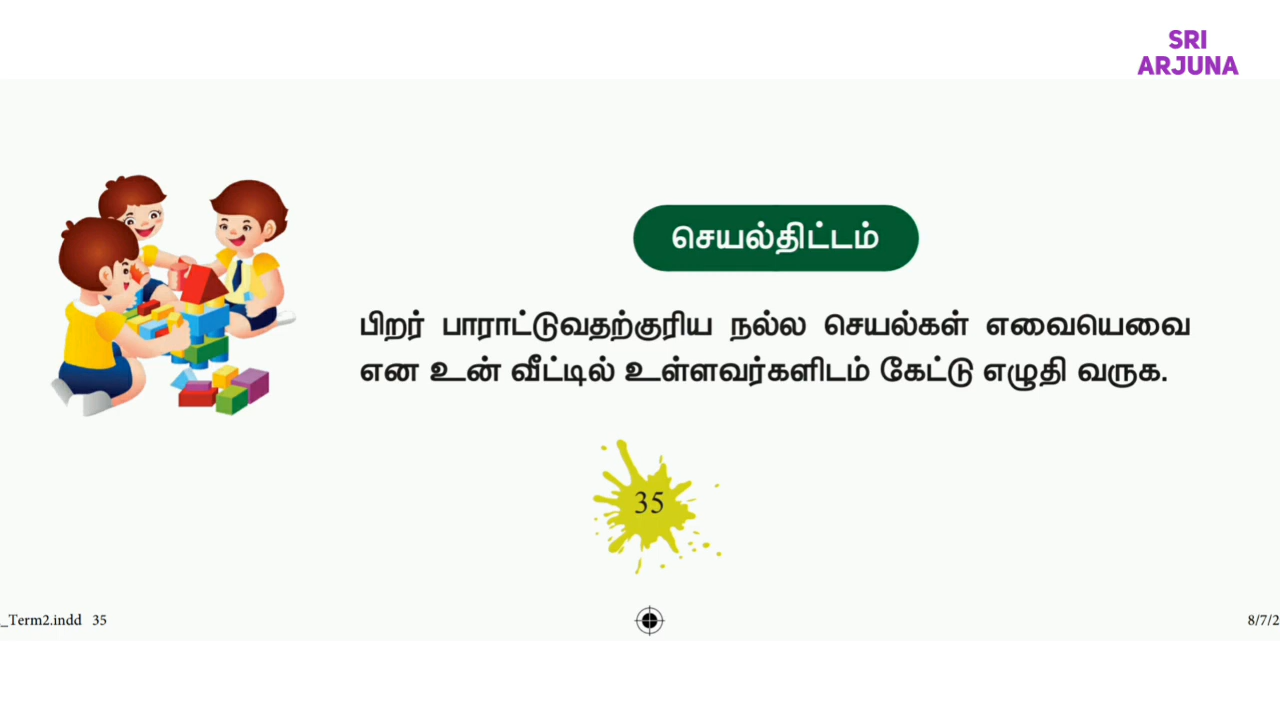 SRI
ARJUNA
செயல்திட்டம்
பிறர் பாராட்டுவதற்குரிய நல்ல செயல்கள் எவையெவை
என உன் வீட்டில் உள்ளவர்களிடம் கேட்டு எழுதி வருக.
35
_Term2.indd 35
8/7/2